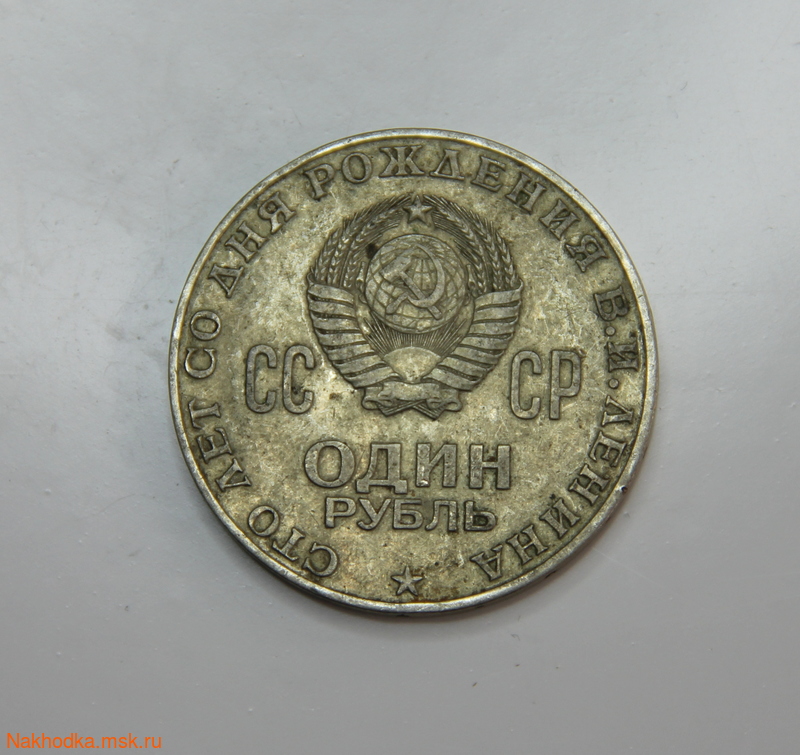 СТО ЛЕТ СО ДНЯ РОЖДЕНИЯ В.И.ЛЕНИНА
СС СР
ОДИН
РУБЛЬ
Nakhodka.msk.ru